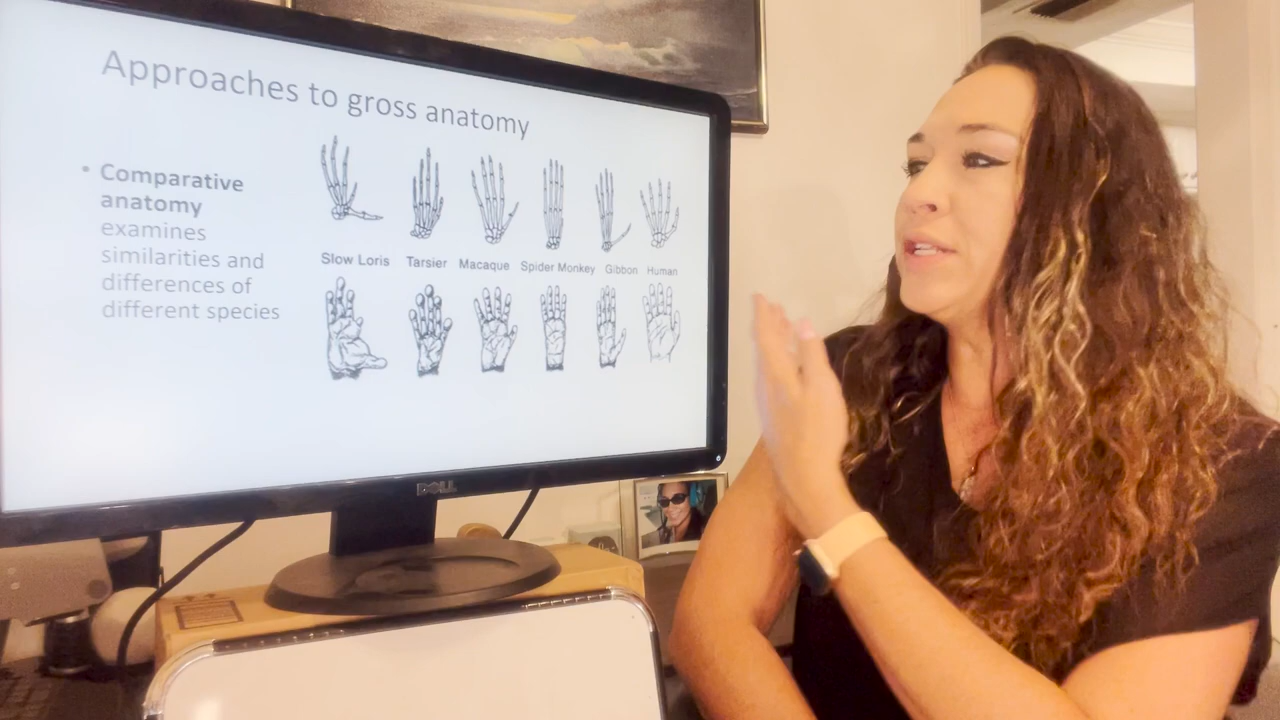 Approaches to gross anatomy
• Comparative
anatomy
examines
similarities and
differences of
different species
Slow Loris Tarsier Macaque Spider Monkey Gibbon Human
DELL